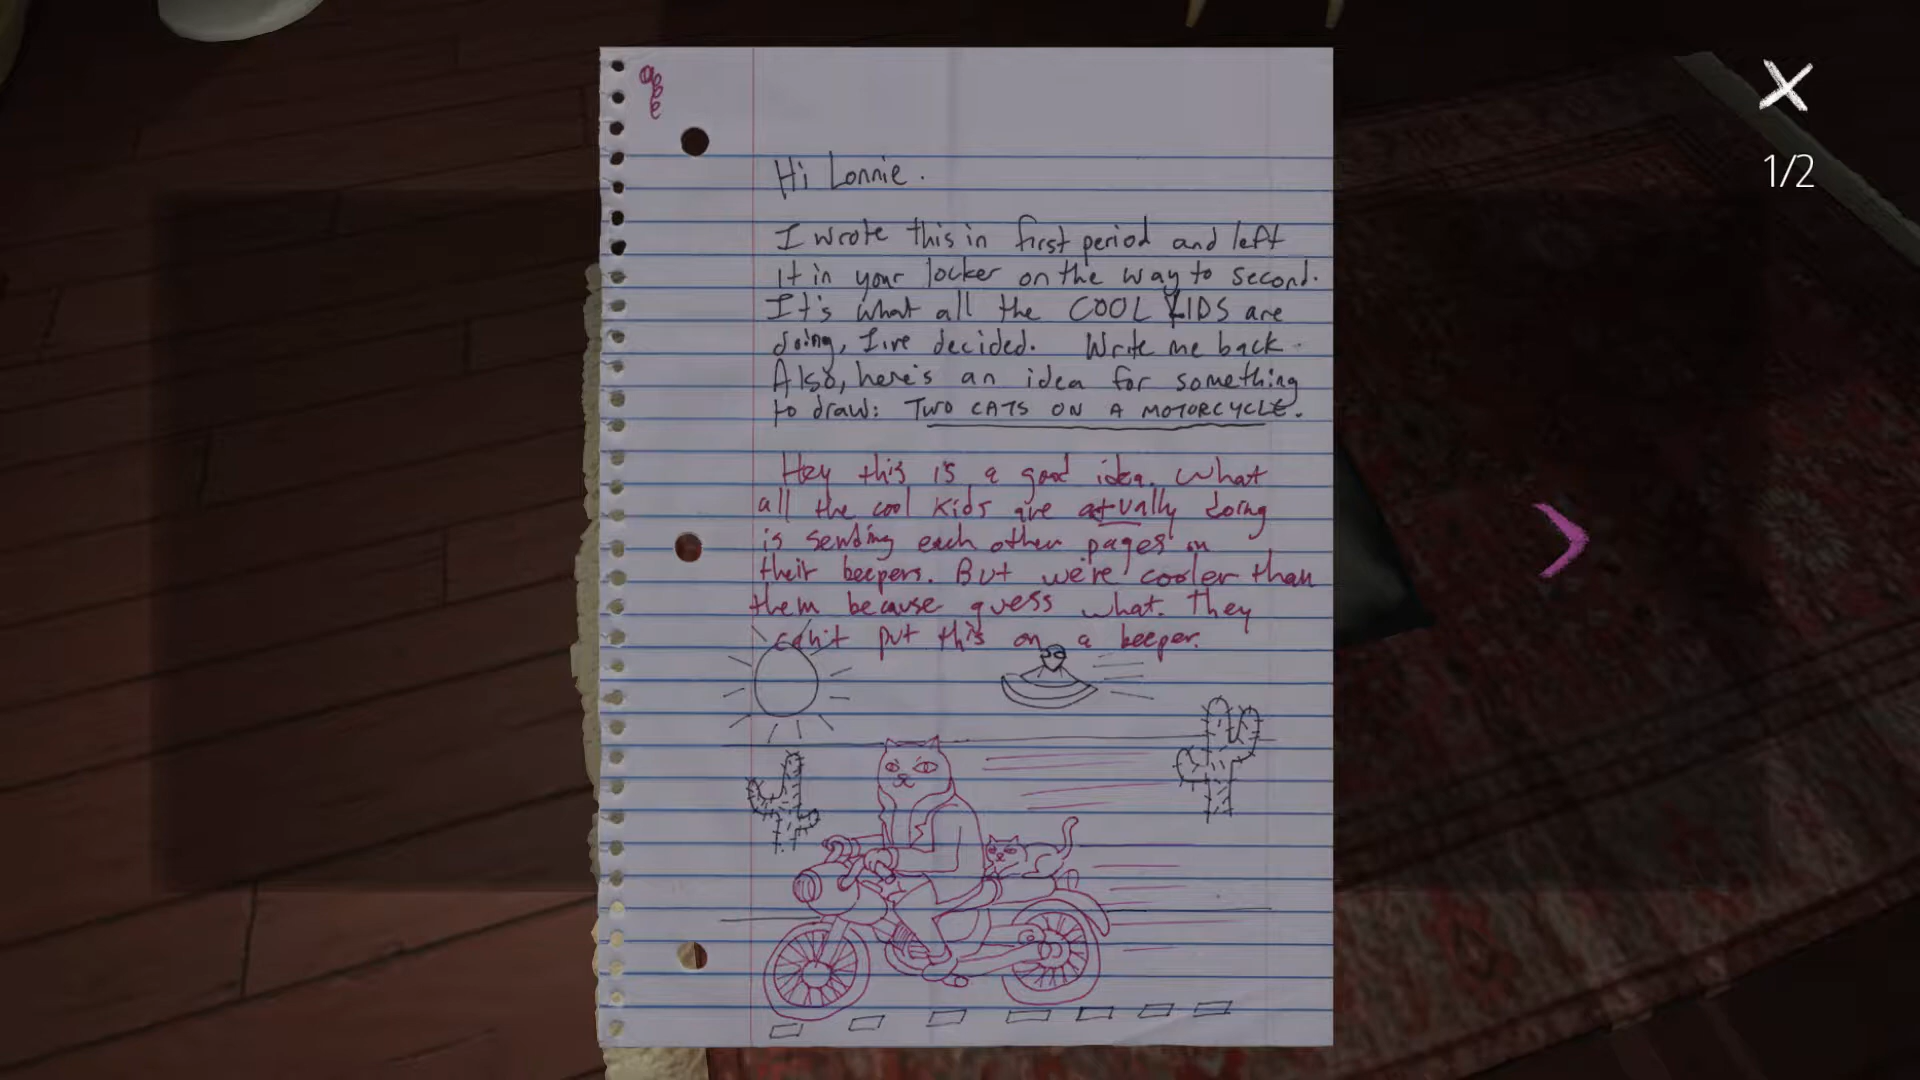 1/2
Hi Lonnie.
I wrote this in first period and left
it in your locker on the way to second.
It's what all the COOL KIDS are
doing, I've decided. Write me back.
Also, here's an idea for something
to draw: TWO CATS ON A MOTORCYCLE.
Hey this is a good idea. What
all the cool kids are actually doing
is sending each other pages on
their beepers. But we're cooler than
them because guess what. They
can't put this on a beeper.